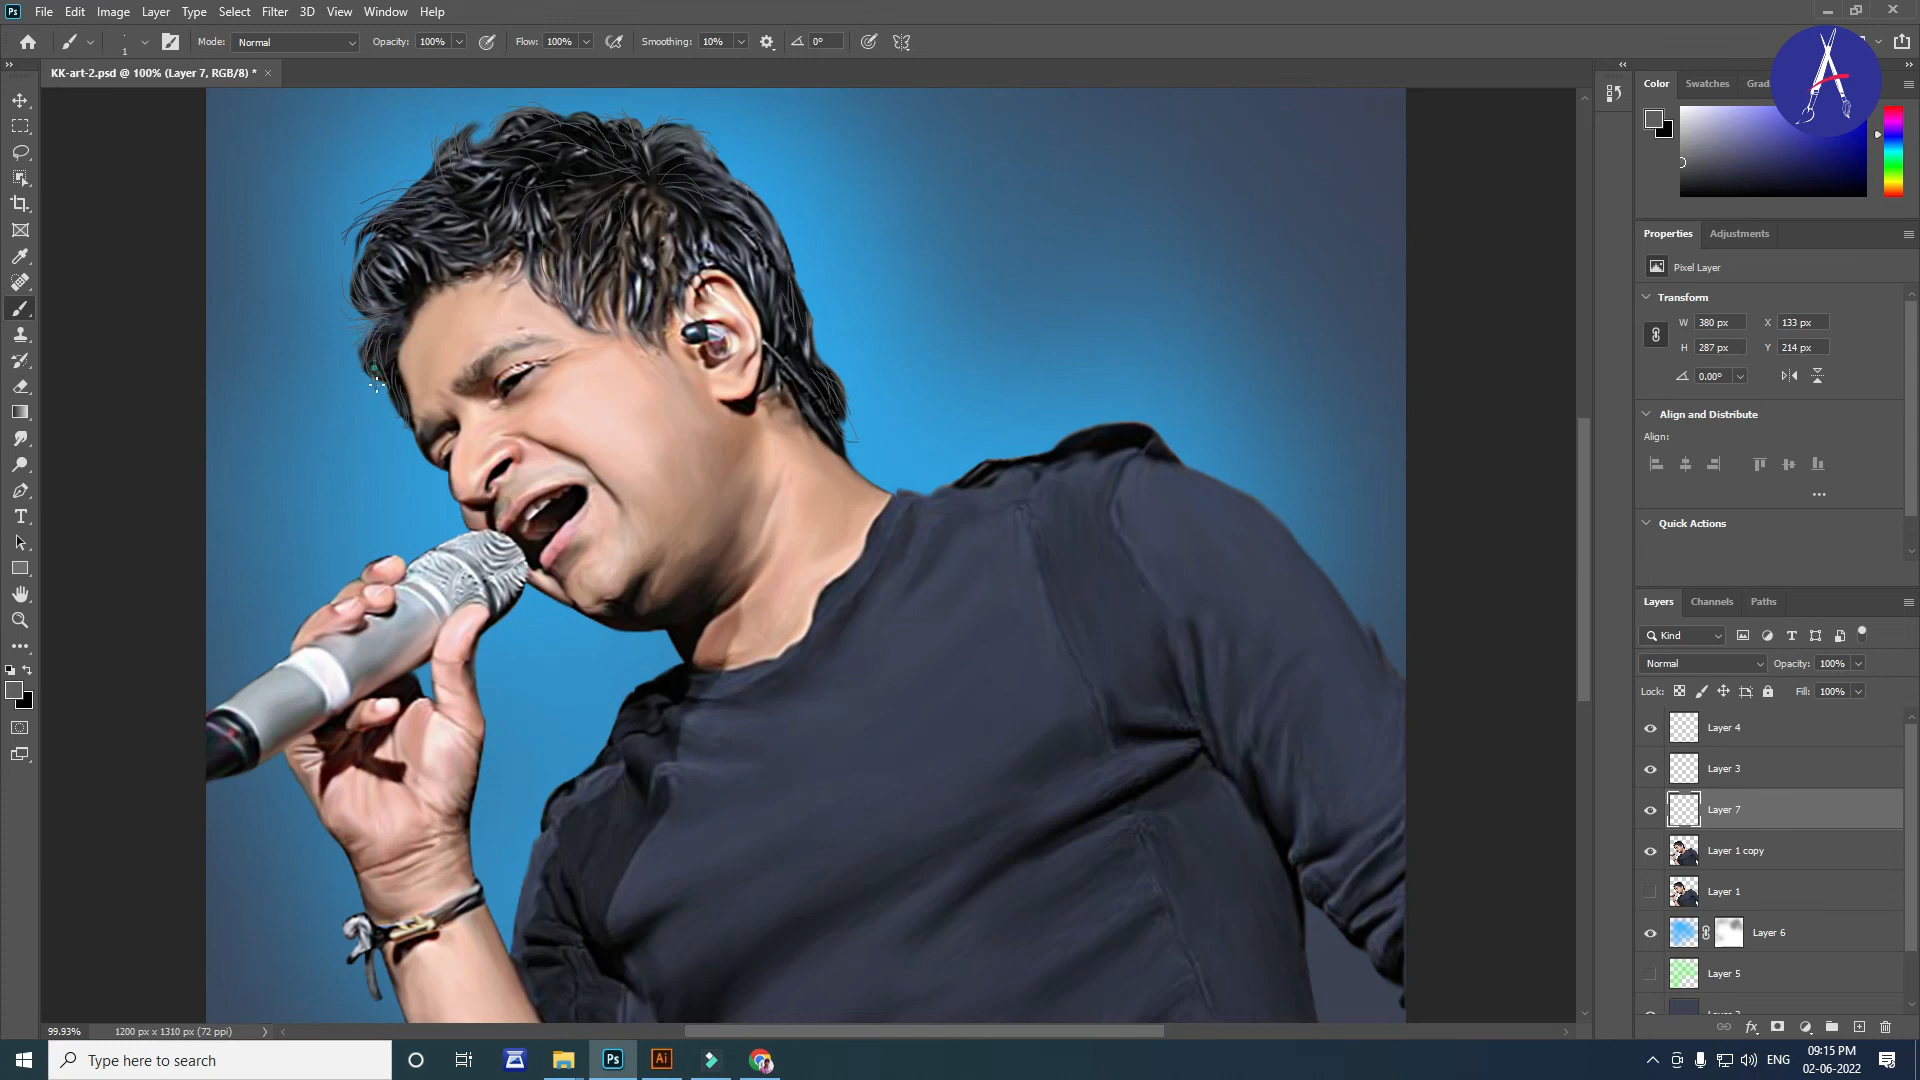 Ps File Edit Image Layer Type Select Filter 3D View Window Help
1 Mode: Normal Opacity: 100% Flow: 100% Smoothing: 10% 0°
KK-art-2.psd @ 100% (Layer 7, RGB/8) * ×
Color Swatches
Properties Adjustments
Pixel Layer
Transform
W 380 px X 133 px
H 287 px Y 214 px
0.00°
Align and Distribute
Align:
Quick Actions
Layers Channels Paths
Kind
Normal Opacity: 100%
Lock: Fill: 100%
Layer 4
Layer 3
Layer 7
Layer 1 copy
Layer 1
Layer 6
Layer 5
99.93% 1200 px x 1310 px (72 ppi)
Type here to search
Ps Ai
ENG 09:15 PM
02-06-2022